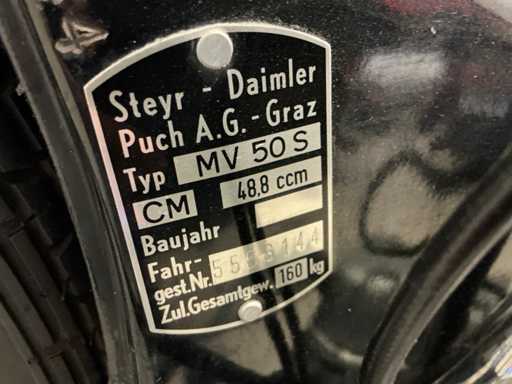 Steyr - Daimler
Puch A.G. - Graz
Typ MV 50 S
CM 48,8 ccm
Baujahr
Fahr-
gest.Nr.
Zul.Gesamtgew. 160 kg
4